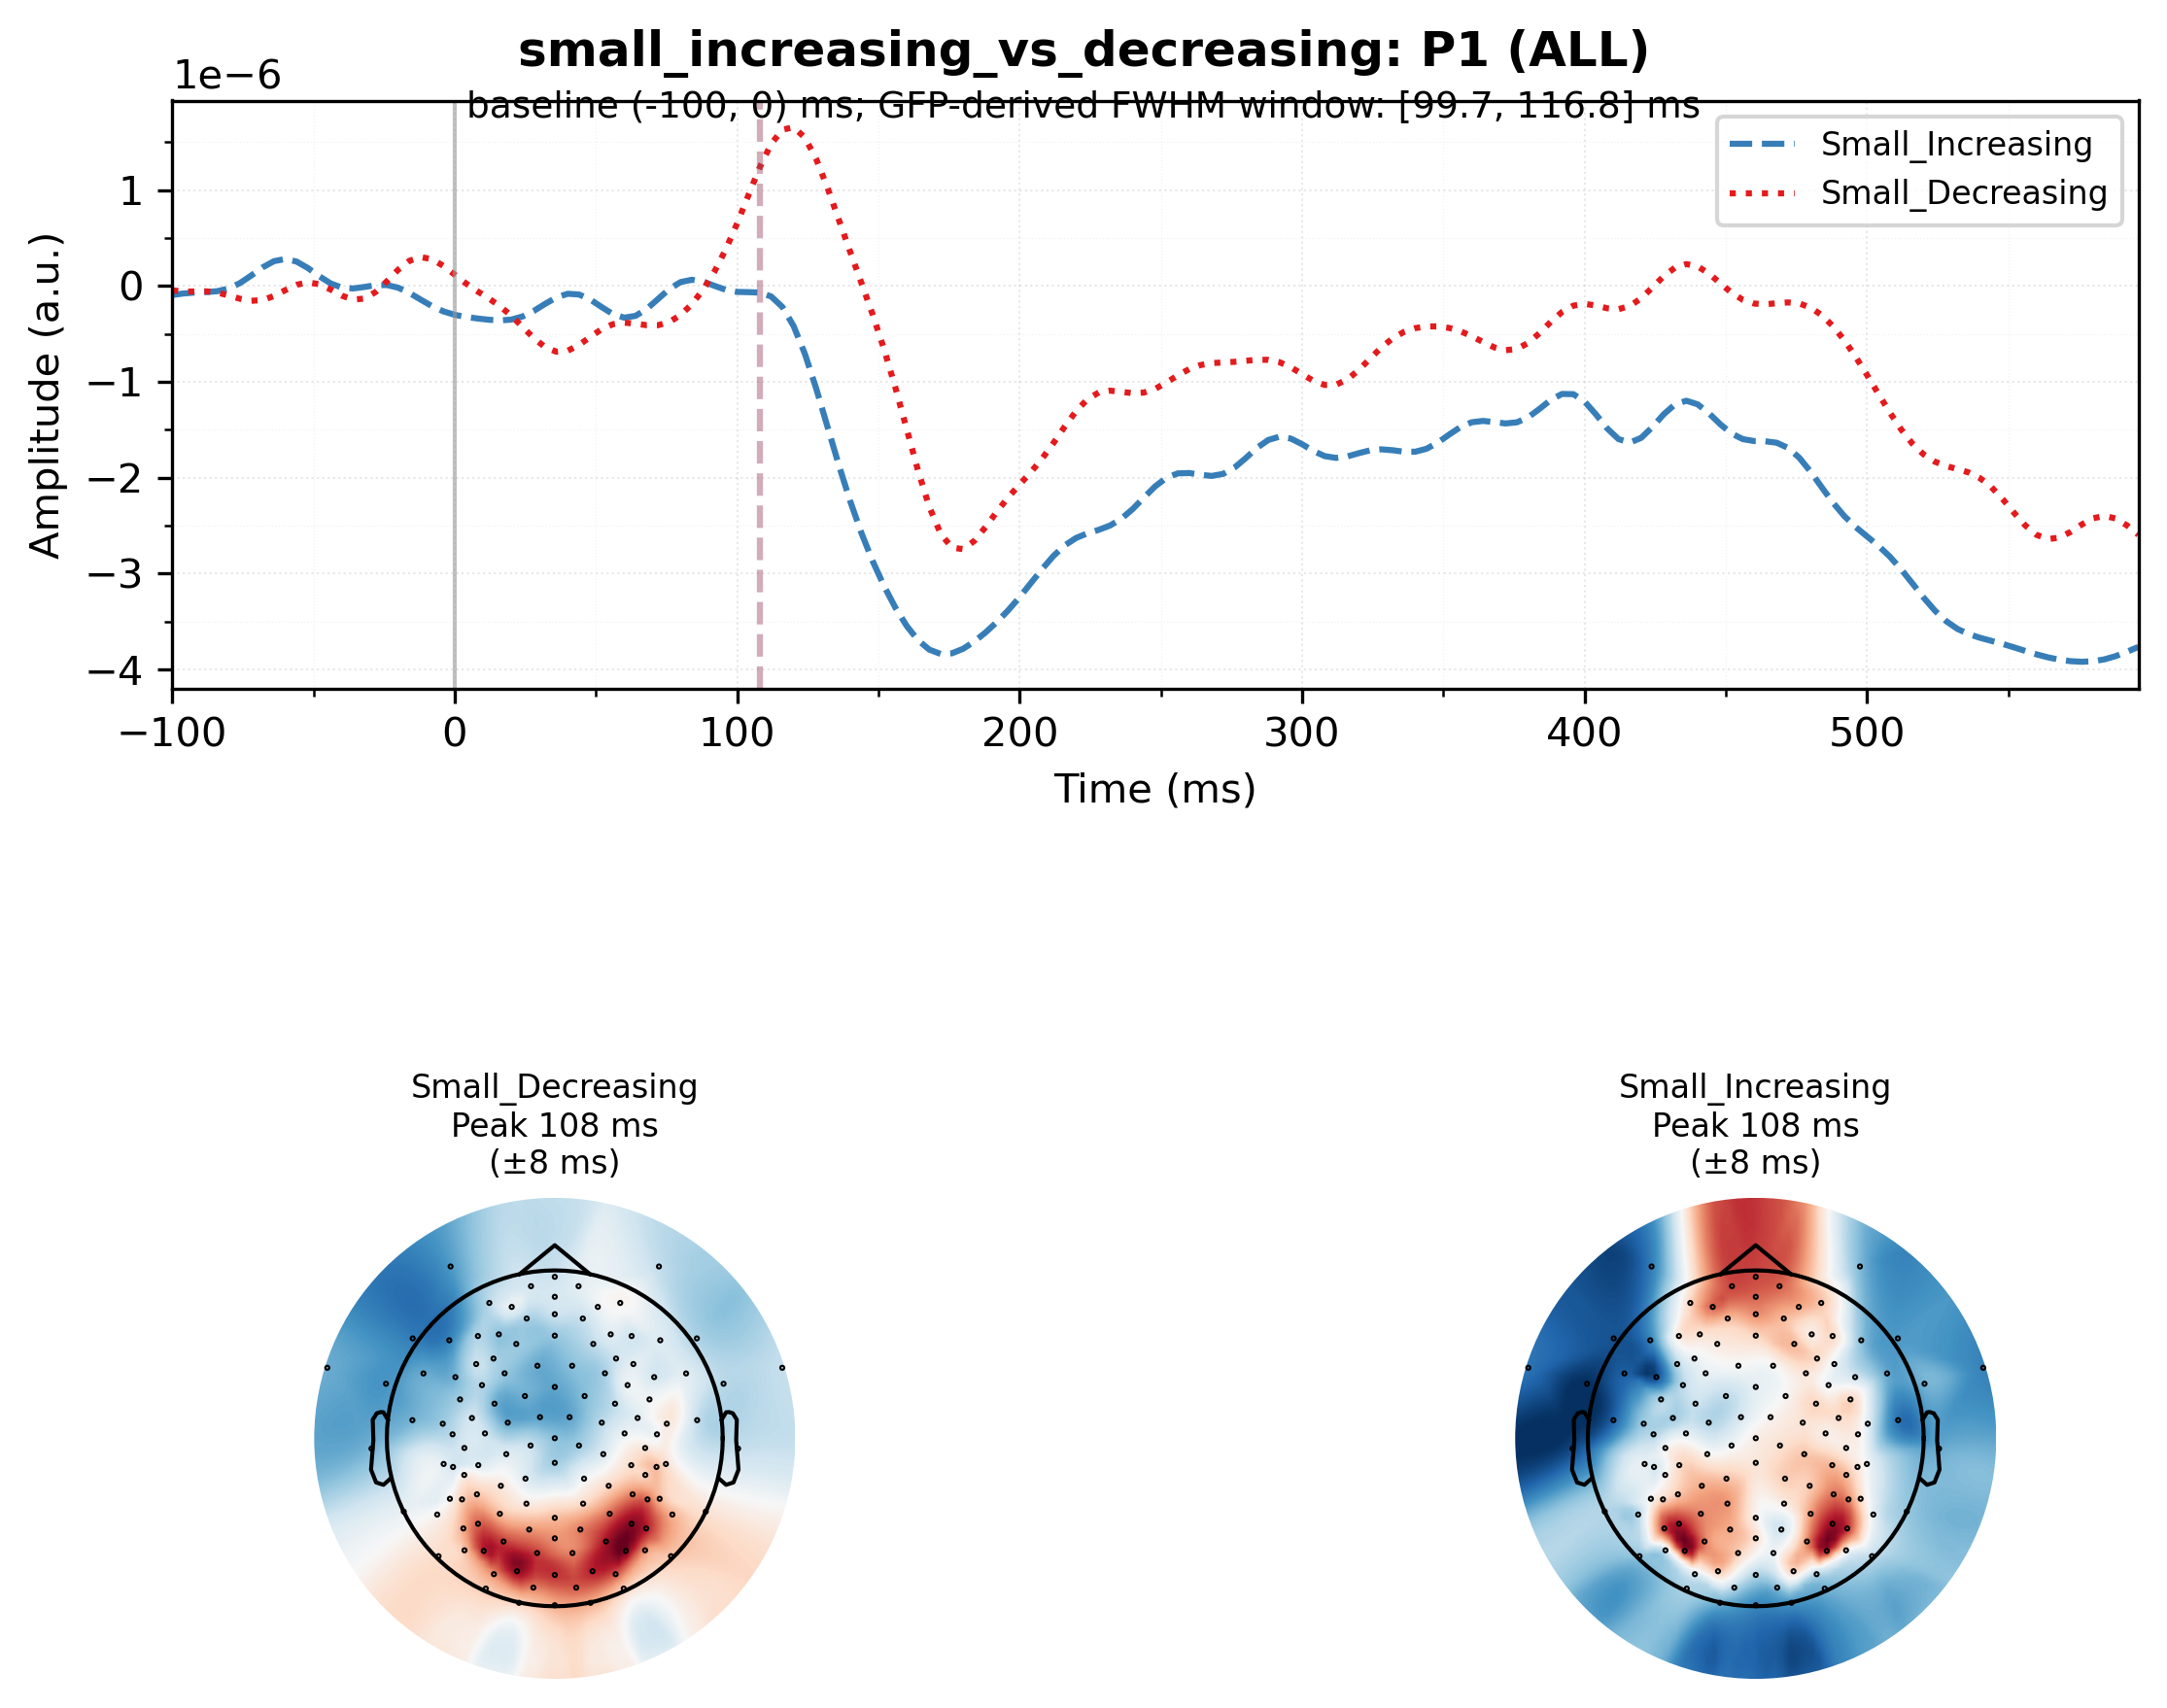 small_increasing_vs_decreasing: P1 (ALL)
1e−6
baseline (-100, 0) ms; GFP-derived FWHM window: [99.7, 116.8] ms
Small_Increasing
Small_Decreasing
1
0
−1
−2
−3
−4
Amplitude (a.u.)
−100 0 100 200 300 400 500
Time (ms)
Small_Decreasing
Peak 108 ms
(±8 ms)
Small_Increasing
Peak 108 ms
(±8 ms)